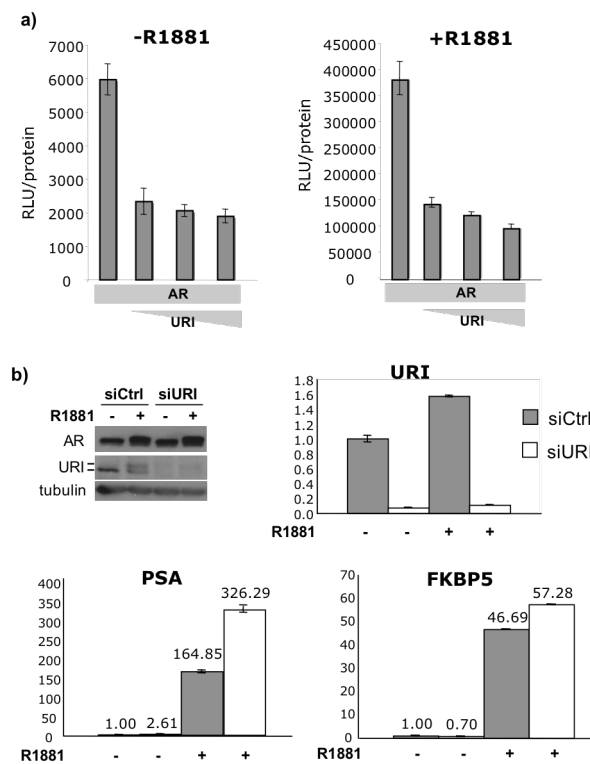 a)
-R1881
+R1881
RLU/protein
7000
6000
5000
4000
3000
2000
1000
0
AR
URI
RLU/protein
450000
400000
350000
300000
250000
200000
150000
100000
50000
0
AR
URI
b)
siCtrl siURI
R1881 - + - +
AR
URI
tubulin
URI
1.8
1.6
1.4
1.2
1.0
0.8
0.6
0.4
0.2
0.0
R1881 - - + +
siCtrl
siURI
PSA
400
350
300
250
200
150
100
50
0
1.00 2.61 164.85 326.29
R1881 - - + +
FKBP5
70
60
50
40
30
20
10
0
1.00 0.70 46.69 57.28
R1881 - - + +